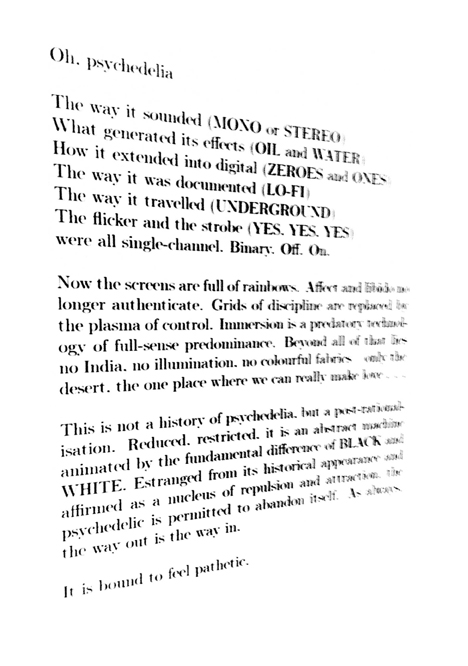 Oh, psychedelia
The way it sounded (MONO or STEREO)
What generated its effects (OIL and WATER)
How it extended into digital (ZEROES and ONES)
The way it was documented (LO-FI)
The way it travelled (UNDERGROUND)
The flicker and the strobe (YES, YES, YES)
were all single-channel. Binary. Off. On.
Now the screens are full of rainbows. Affect and libido no
longer authenticate. Grids of discipline are replaced by
the plasma of control. Immersion is a predatory technol-
ogy of full-sense predominance. Beyond all of that lies
no India, no illumination, no colourful fabrics only the
desert, the one place where we can really make love . . .
This is not a history of psychedelia, but a post-rational-
isation. Reduced, restricted, it is an abstract machine
animated by the fundamental difference of BLACK and
WHITE. Estranged from its historical appearance and
affirmed as a nucleus of repulsion and attraction, the
psychedelic is permitted to abandon itself. As always,
the way out is the way in.
It is bound to feel pathetic.